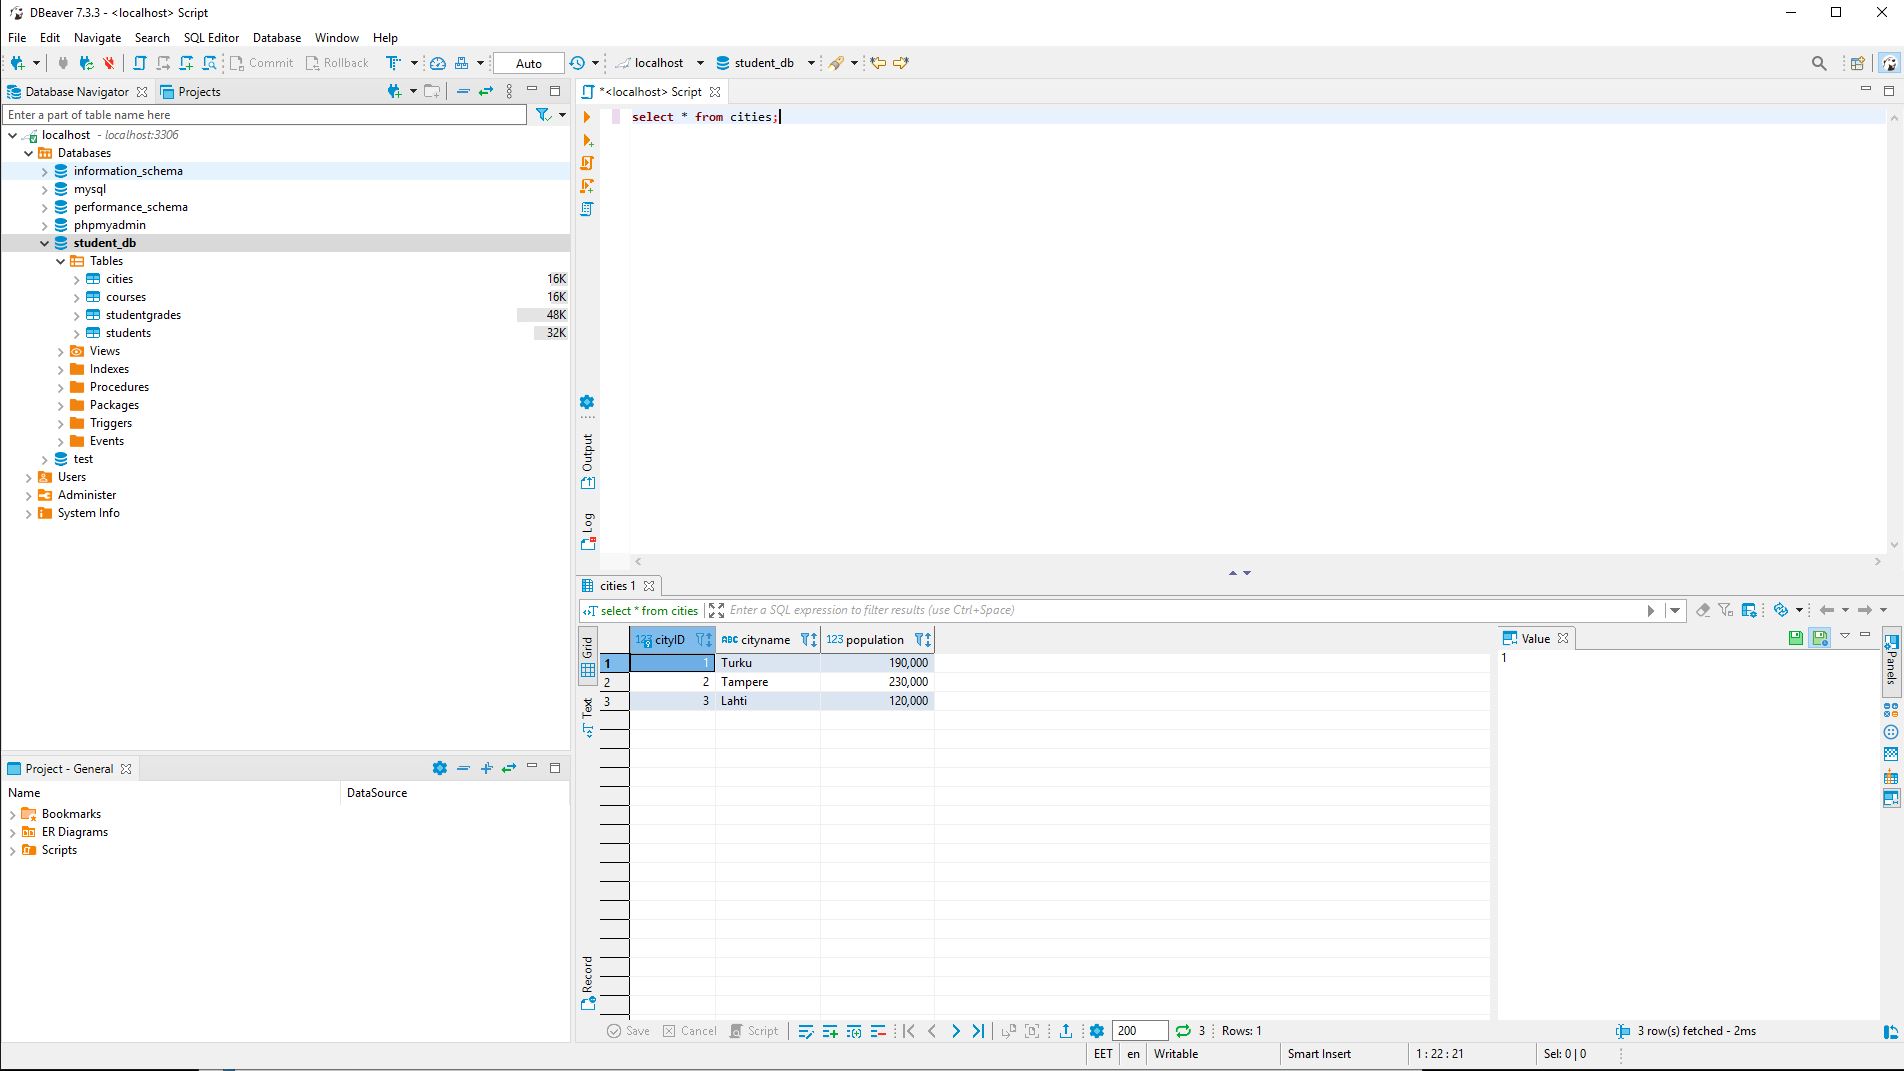 DBeaver 7.3.3 - <localhost> Script
File Edit Navigate Search SQL Editor Database Window Help
Commit Rollback Auto localhost student_db
Database Navigator Projects
Enter a part of table name here
localhost - localhost:3306
Databases
information_schema
mysql
performance_schema
phpmyadmin
student_db
Tables
cities 16K
courses 16K
studentgrades 48K
students 32K
Views
Indexes
Procedures
Packages
Triggers
Events
test
Users
Administer
System Info
Project - General
Name DataSource
Bookmarks
ER Diagrams
Scripts
*<localhost> Script
select * from cities;
Output
Log
cities 1
select * from cities Enter a SQL expression to filter results (use Ctrl+Space)
Grid
Text
Record
123 cityID ABC cityname 123 population
1 1 Turku 190,000
2 2 Tampere 230,000
3 3 Lahti 120,000
Value
1
Panels
Save Cancel Script 200 3 Rows: 1 3 row(s) fetched - 2ms
EET en Writable Smart Insert 1 : 22 : 21 Sel: 0 | 0